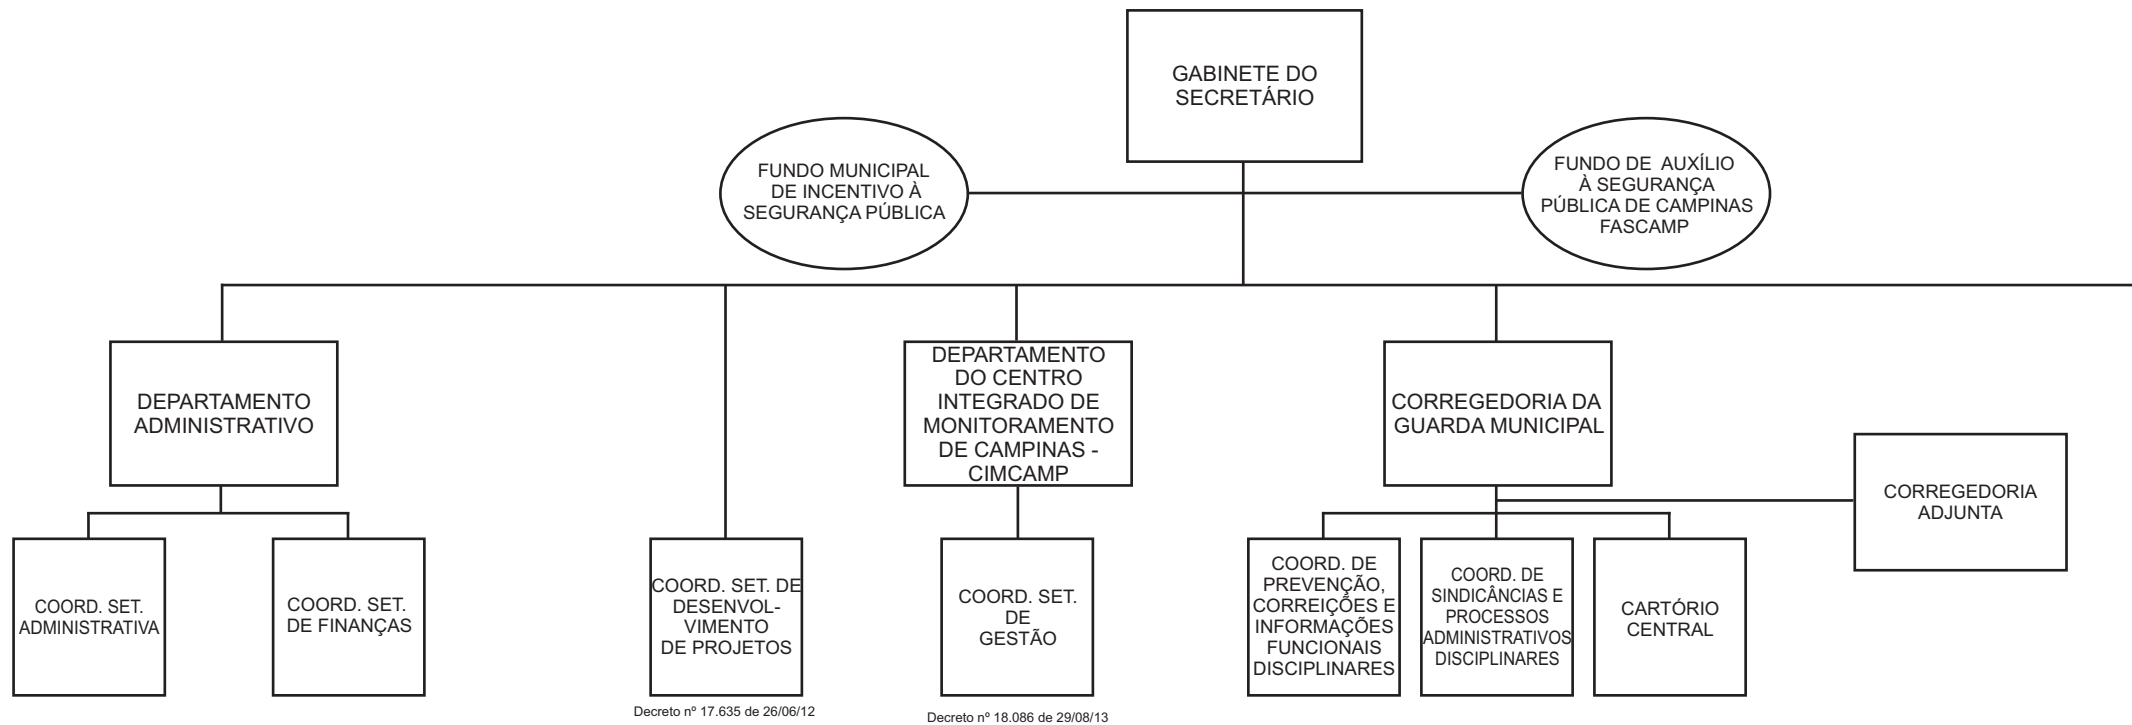 GABINETE DO
SECRETÁRIO
FUNDO MUNICIPAL
DE INCENTIVO À
SEGURANÇA PÚBLICA
FUNDO DE AUXÍLIO
À SEGURANÇA
PÚBLICA DE CAMPINAS
FASCAMP
DEPARTAMENTO
ADMINISTRATIVO
DEPARTAMENTO
DO CENTRO
INTEGRADO DE
MONITORAMENTO
DE CAMPINAS -
CIMCAMP
CORREGEDORIA DA
GUARDA MUNICIPAL
CORREGEDORIA
ADJUNTA
COORD. SET.
ADMINISTRATIVA
COORD. SET.
DE FINANÇAS
COORD. SET. DE
DESENVOL-
VIMENTO
DE PROJETOS
COORD. SET.
DE
GESTÃO
COORD. DE
PREVENÇÃO,
CORREIÇÕES E
INFORMAÇÕES
FUNCIONAIS
DISCIPLINARES
COORD. DE
SINDICÂNCIAS E
PROCESSOS
ADMINISTRATIVOS
DISCIPLINARES
CARTÓRIO
CENTRAL
Decreto nº 17.635 de 26/06/12
Decreto nº 18.086 de 29/08/13